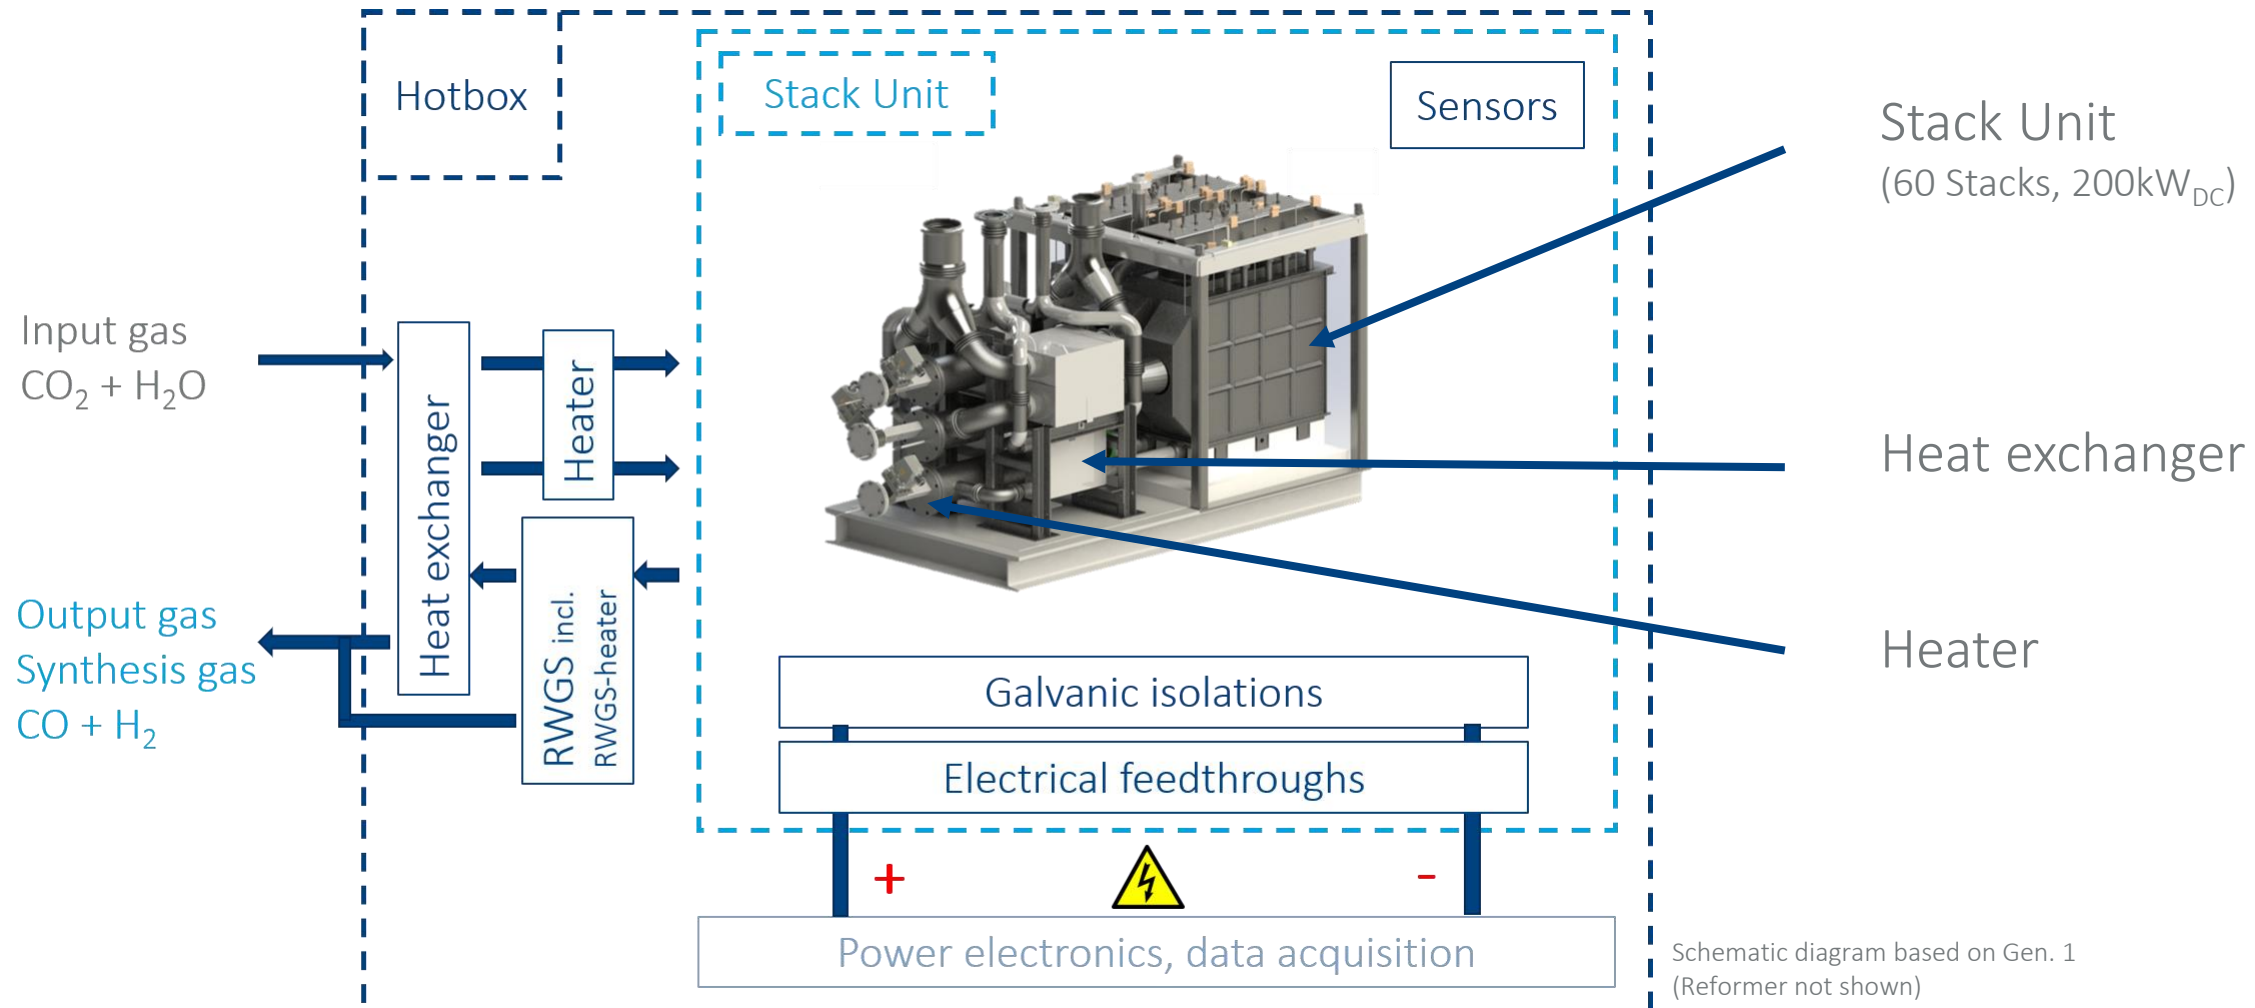 Hotbox
Stack Unit
Sensors
Stack Unit
(60 Stacks, 200kW_DC)
Input gas
CO₂ + H₂O
Heat exchanger
Heater
Heat exchanger
Output gas
Synthesis gas
CO + H₂
RWGS incl.
RWGS-heater
Heater
Galvanic isolations
Electrical feedthroughs
+
-
Power electronics, data acquisition
Schematic diagram based on Gen. 1
(Reformer not shown)